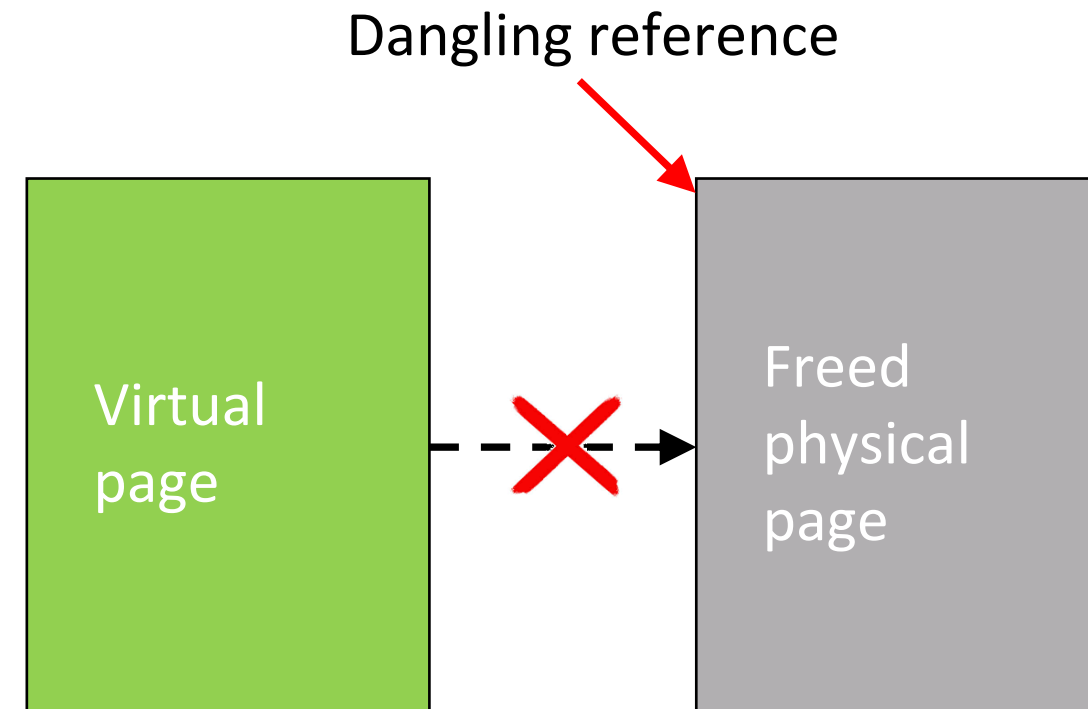 Dangling reference
Virtual
page
Freed
physical
page